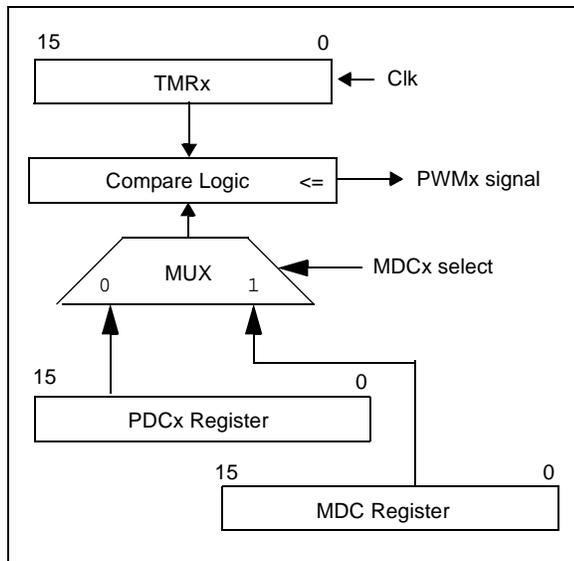 15 0
TMRx
Clk
Compare Logic <=
PWMx signal
MUX
0 1
MDCx select
15 0
PDCx Register
15 0
MDC Register